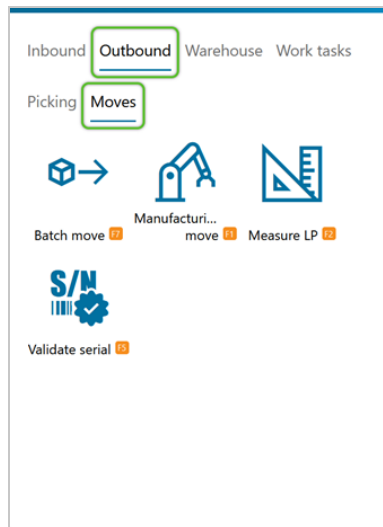 Inbound Outbound Warehouse Work tasks
Picking Moves
Batch move F7
Manufacturi...
move F1
Measure LP F2
S/N
Validate serial F5